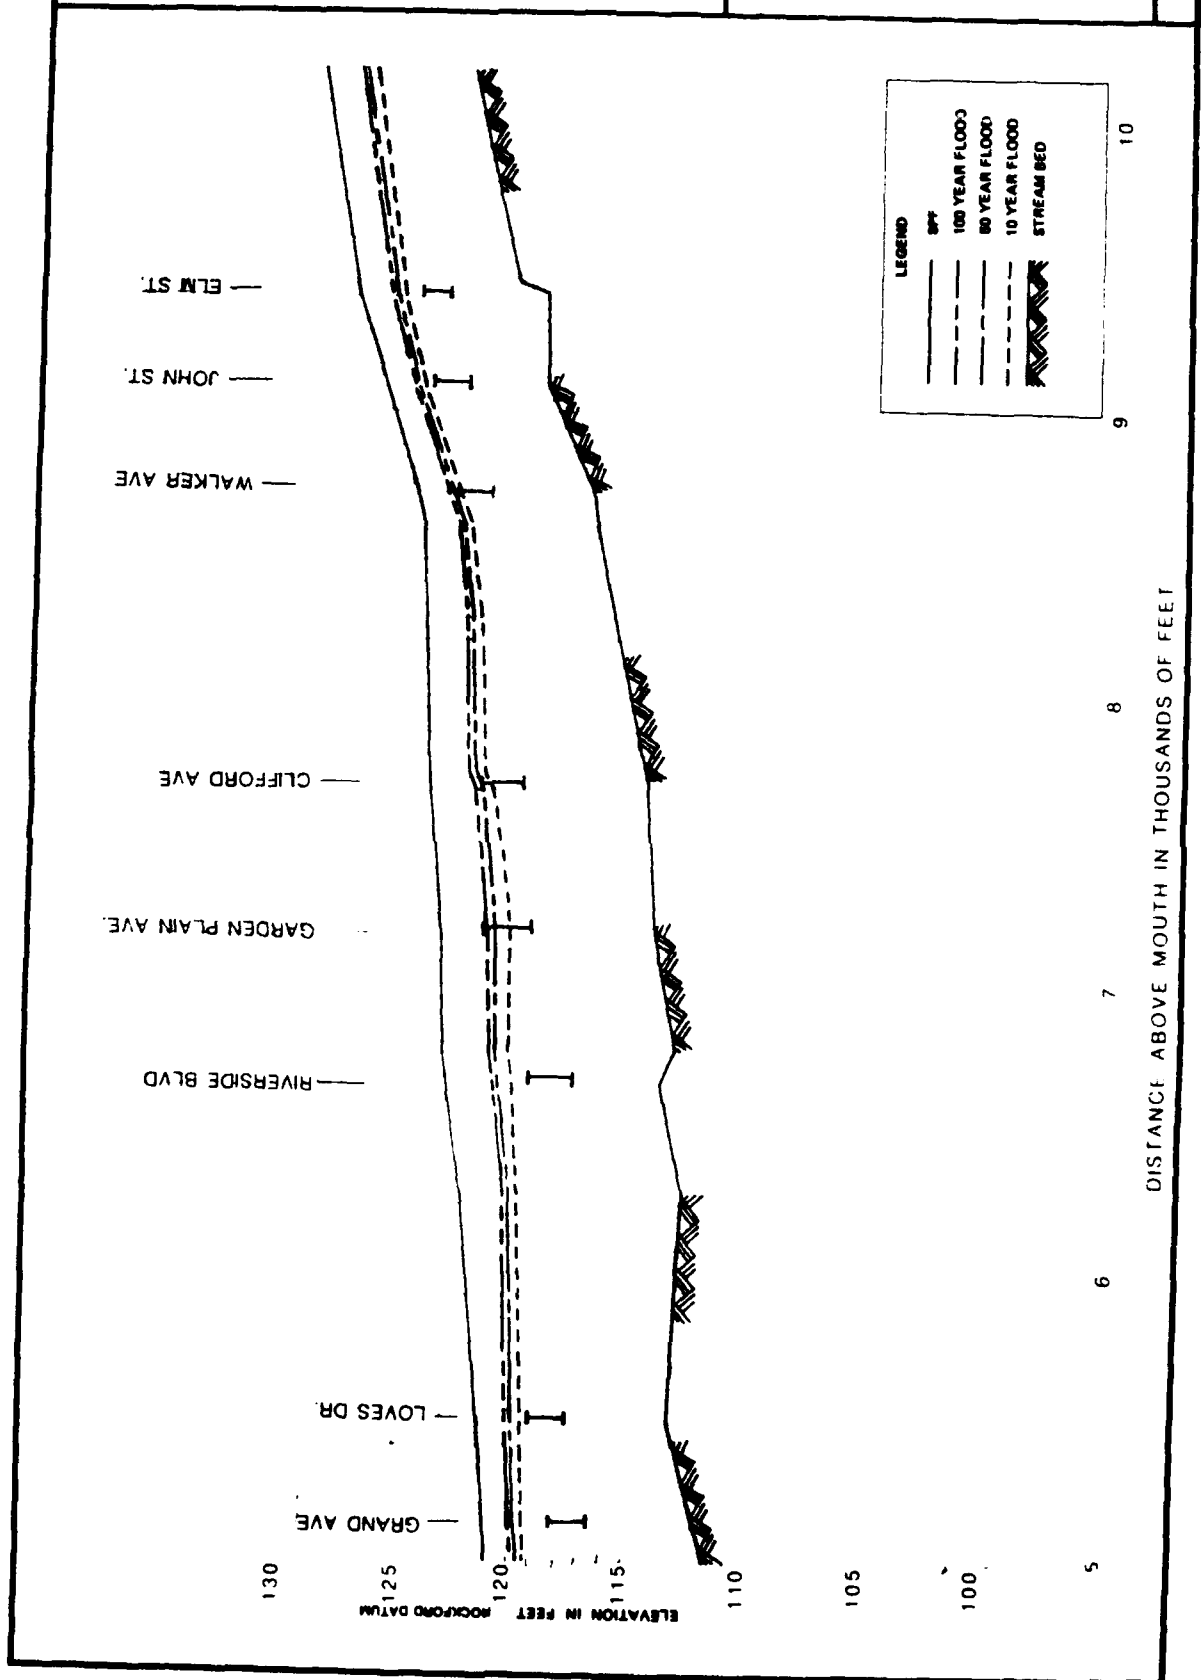 ELM ST.
JOHN ST.
WALKER AVE
CLIFFORD AVE
GARDEN PLAIN AVE.
RIVERSIDE BLVD
LOVES DR.
GRAND AVE
130
125
120
115
110
105
100
ELEVATION IN FEET ROCKFORD DATUM
5
6
7
8
9
10
DISTANCE ABOVE MOUTH IN THOUSANDS OF FEET
LEGEND
SPF
100 YEAR FLOOD
50 YEAR FLOOD
10 YEAR FLOOD
STREAM BED